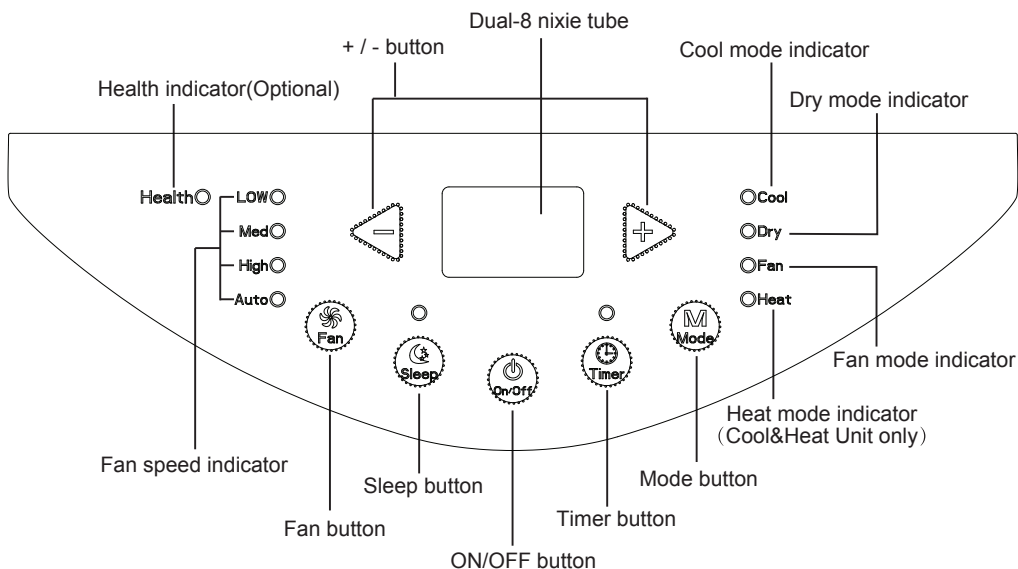 Dual-8 nixie tube
+ / - button
Cool mode indicator
Health indicator(Optional)
Dry mode indicator
Health
LOW
Cool
Med
Dry
High
Fan
Auto
Heat
Fan
M
Mode
Sleep
On/Off
Timer
Fan mode indicator
Heat mode indicator
（Cool&Heat Unit only）
Fan speed indicator
Sleep button
Mode button
Fan button
Timer button
ON/OFF button